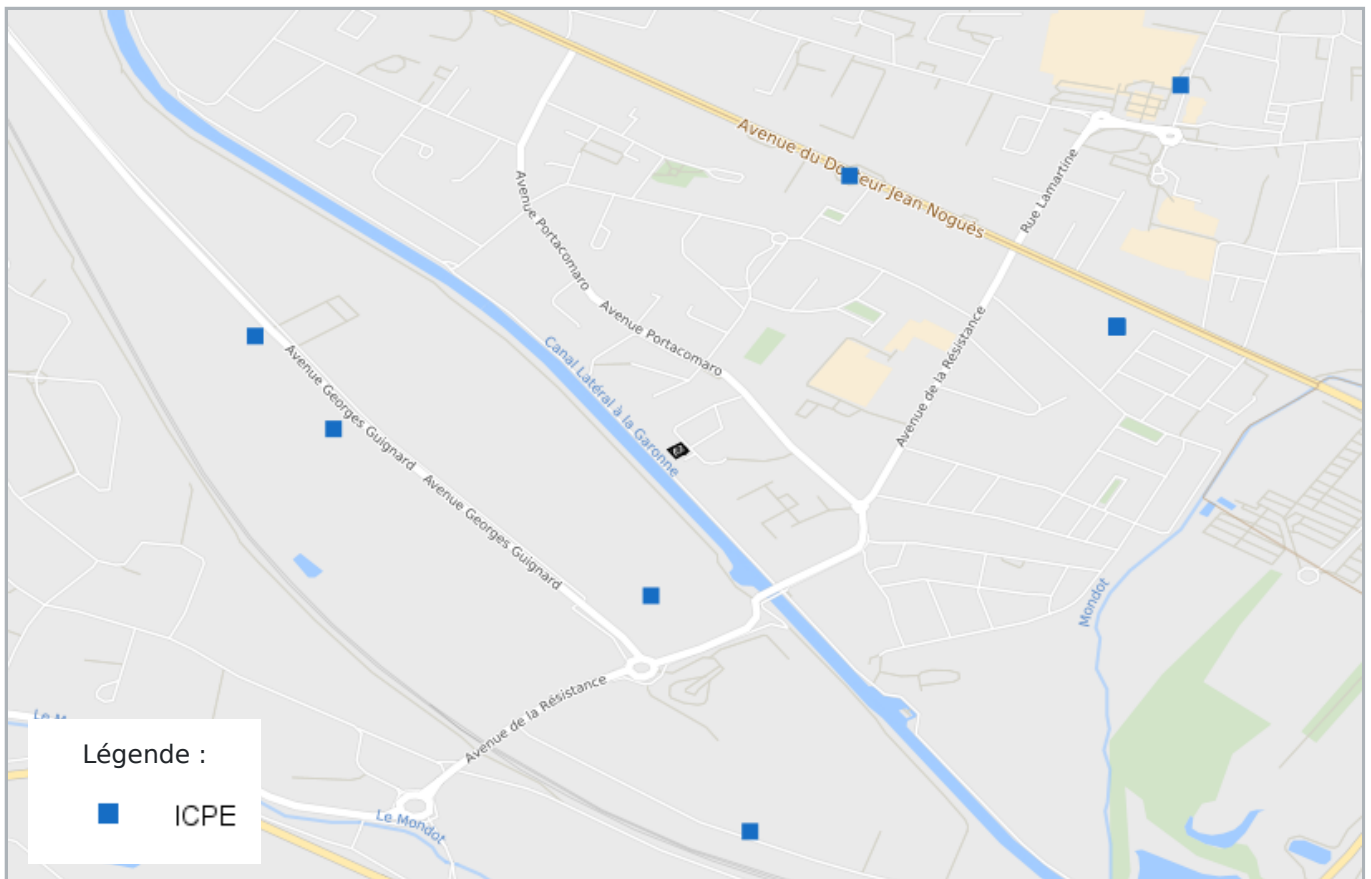 Avenue du Docteur Jean Noguès
Rue Lamartine
Avenue Portacomaro
Avenue Portacomaro
Canal Latéral à la Garonne
Avenue de la Résistance
Avenue Georges Guignard
Avenue Georges Guignard
Mondot
Avenue de la Résistance
Le Mondot
Légende :
ICPE